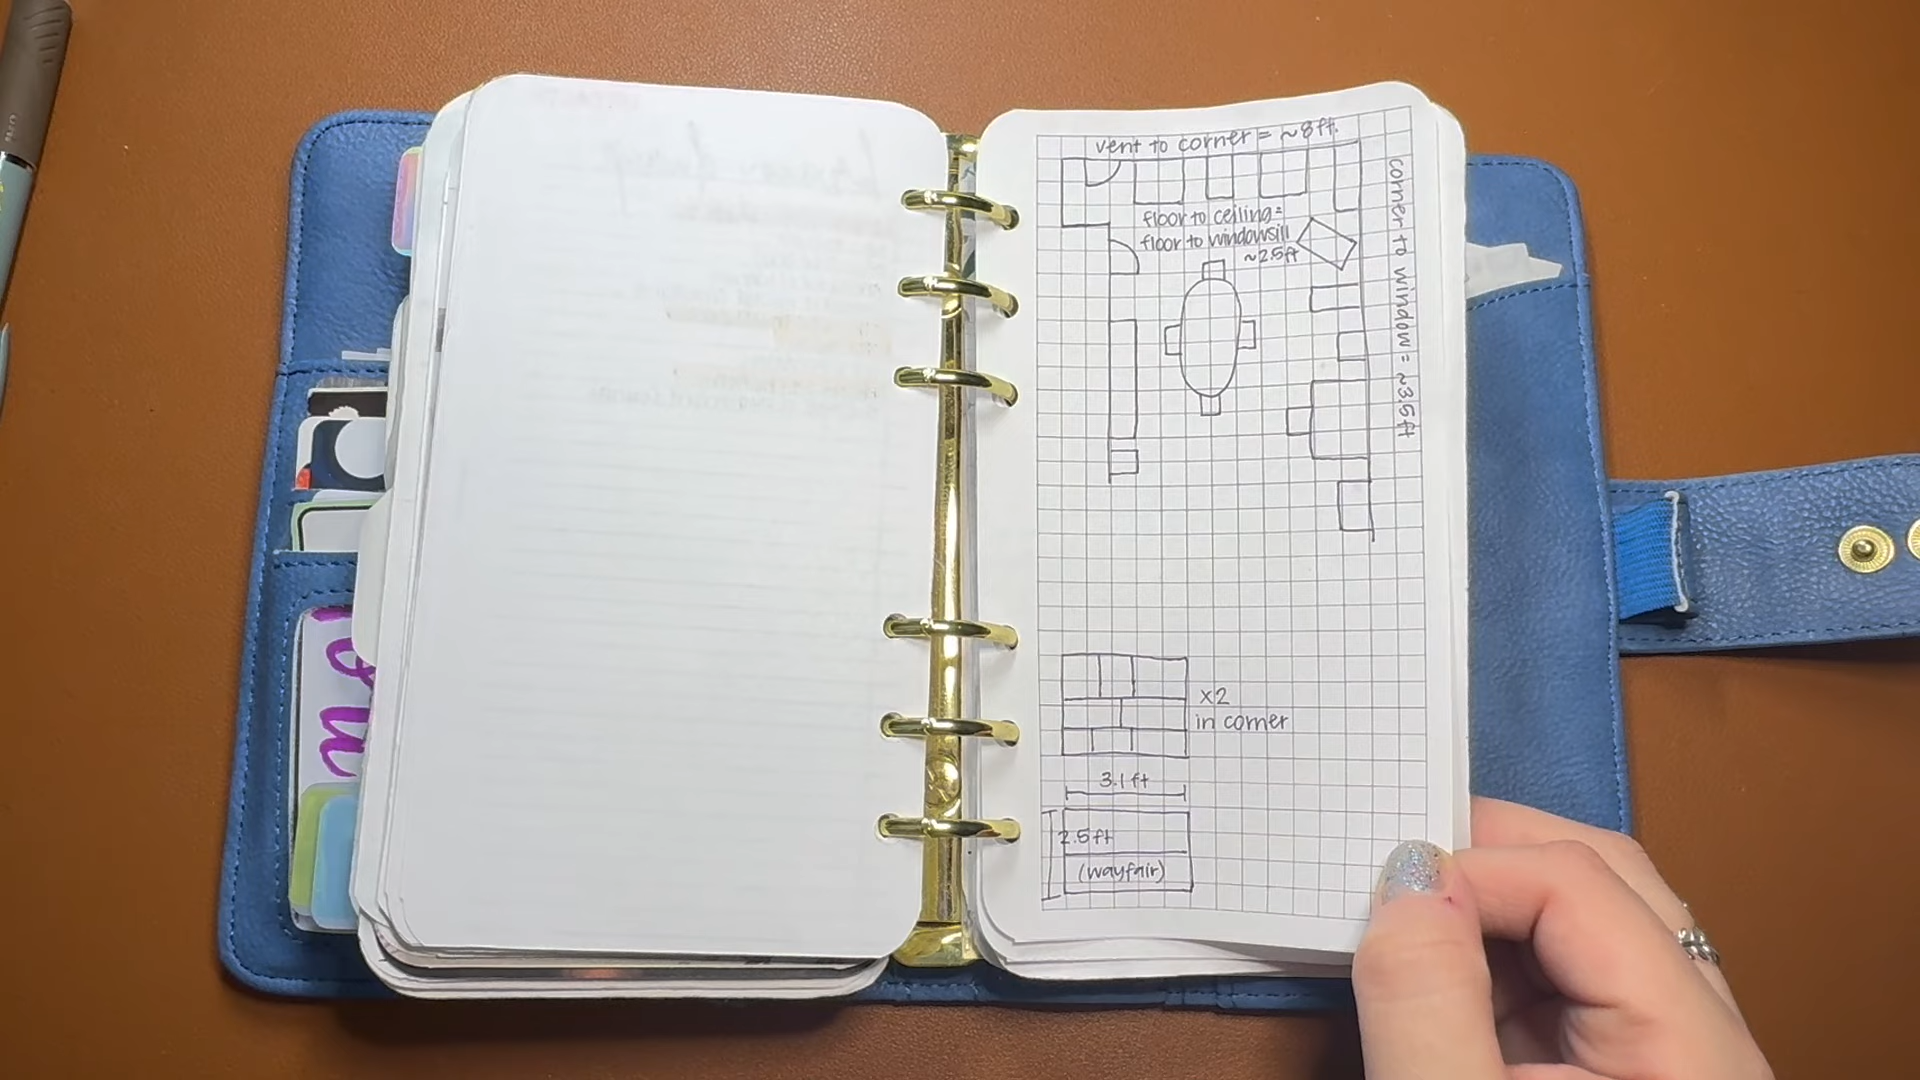 vent to corner = ~8ft.
corner to window = ~3.5ft
floor to ceiling =
floor to windowsill
~2.5ft
x2
in corner
3.1 ft
2.5ft
(wayfair)